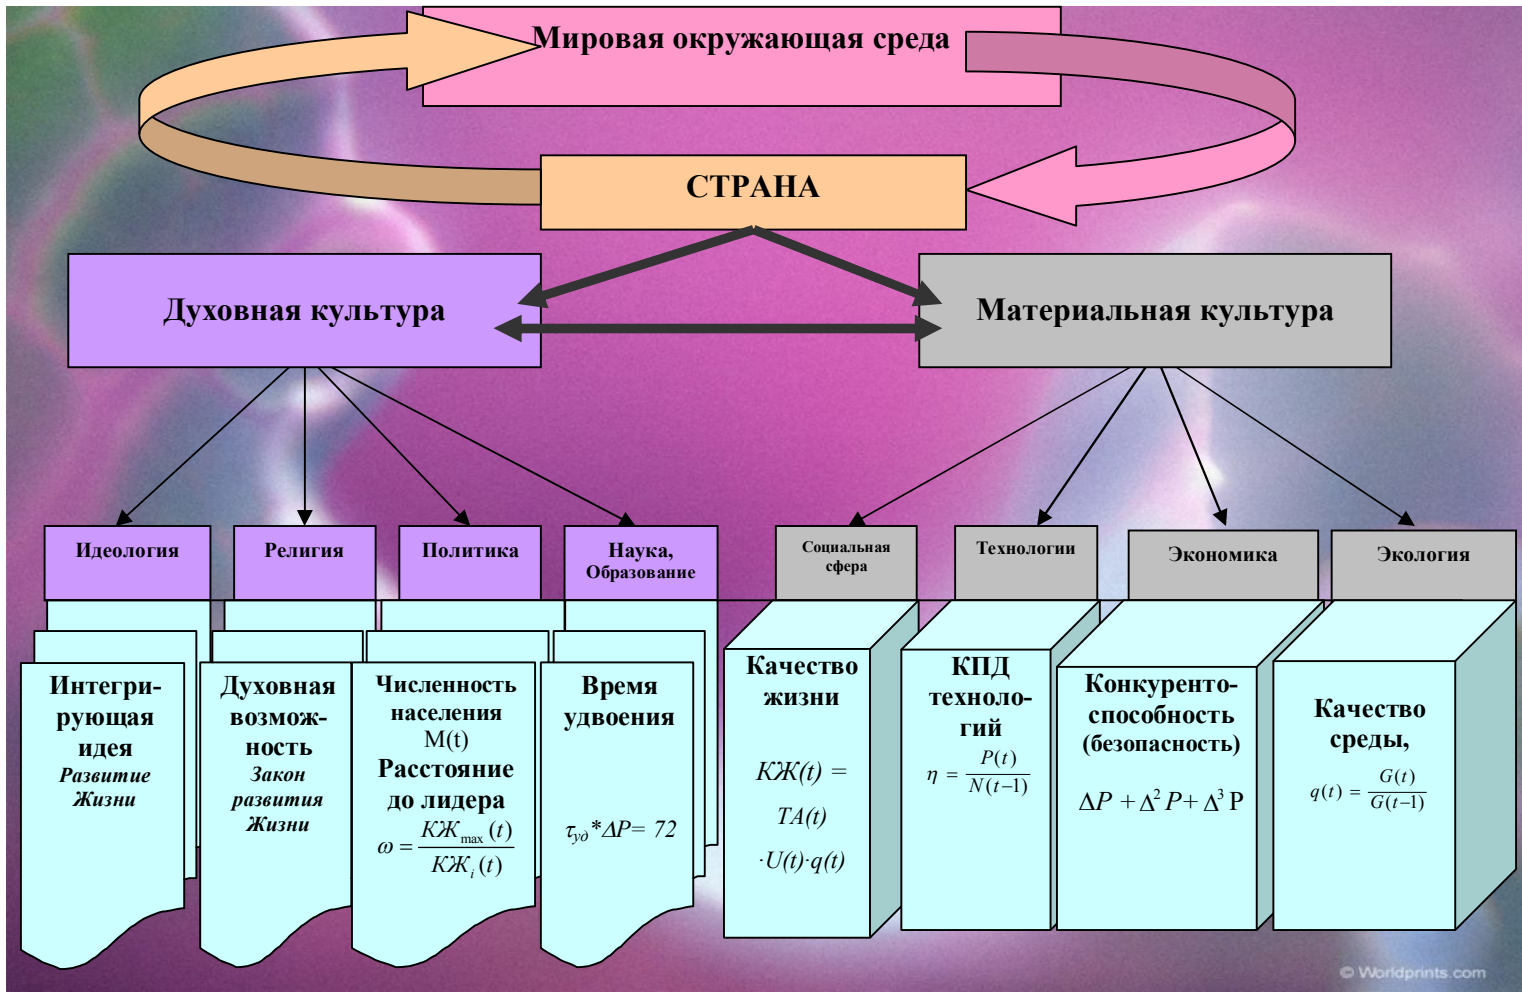 Мировая окружающая среда
СТРАНА
Духовная культура
Материальная культура
Идеология
Религия
Политика
Наука,
Образование
Социальная
сфера
Технологии
Экономика
Экология
Интегри-
рующая
идея
Развитие
Жизни
Духовная
возмож-
ность
Закон
развития
Жизни
Численность
населения
M(t)
Расстояние
до лидера
ω = КЖmax (t) / КЖi (t)
Время
удвоения
τуд*ΔP= 72
Качество
жизни
КЖ(t) =
TA(t)
·U(t)·q(t)
КПД
техноло-
гий
η = P(t) / N(t−1)
Конкуренто-
способность
(безопасность)
ΔP + Δ² P+ Δ³ P
Качество
среды,
q(t) = G(t) / G(t−1)
© Worldprints.com